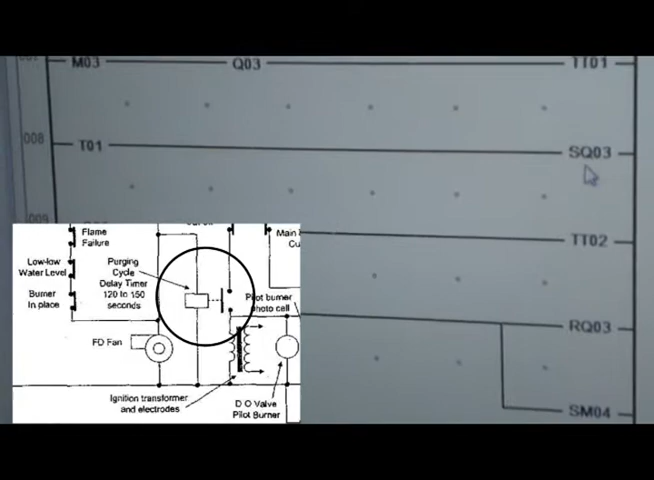 M03 Q03 TT01
008 T01 SQ03
009
TT02
RQ03
SM04
Flame
Failure
Main
Low-low
Water Level
Purging
Cycle
Delay Timer
120 to 150
seconds
Burner
In place
Pilot burner
photo cell
FD Fan
Ignition transformer
and electrodes
D O Valve
Pilot Burner